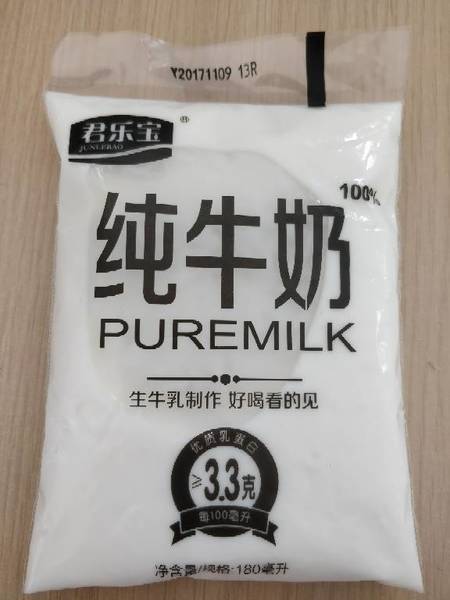 Y20171109 13R
君乐宝®
JUNLEBAO
100%
纯牛奶
PUREMILK
生牛乳制作 好喝看的见
优质乳蛋白
≥3.3克
每100毫升
净含量/规格:180毫升